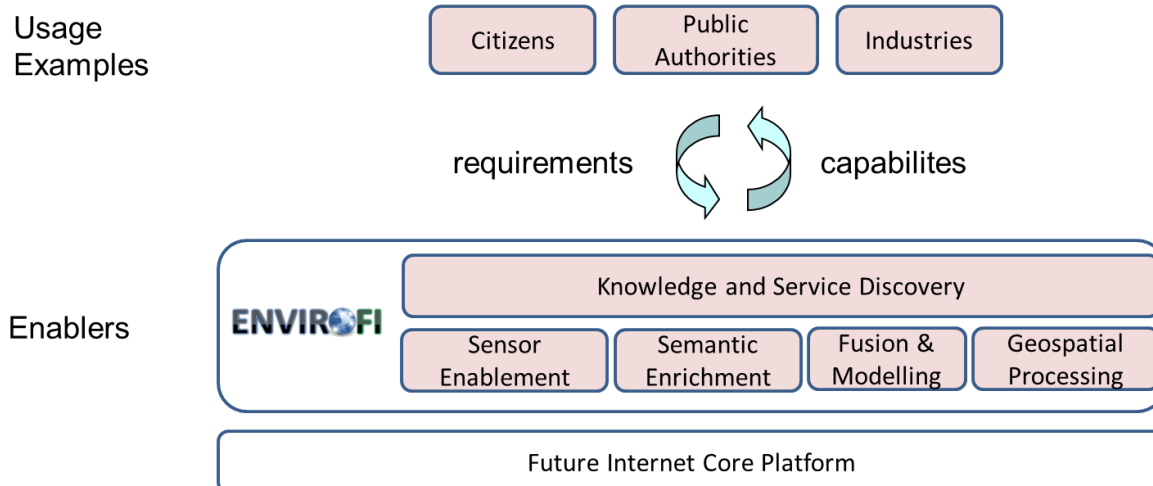 Usage
Examples
Citizens
Public
Authorities
Industries
requirements
capabilites
Enablers
ENVIROFI
Knowledge and Service Discovery
Sensor
Enablement
Semantic
Enrichment
Fusion &
Modelling
Geospatial
Processing
Future Internet Core Platform